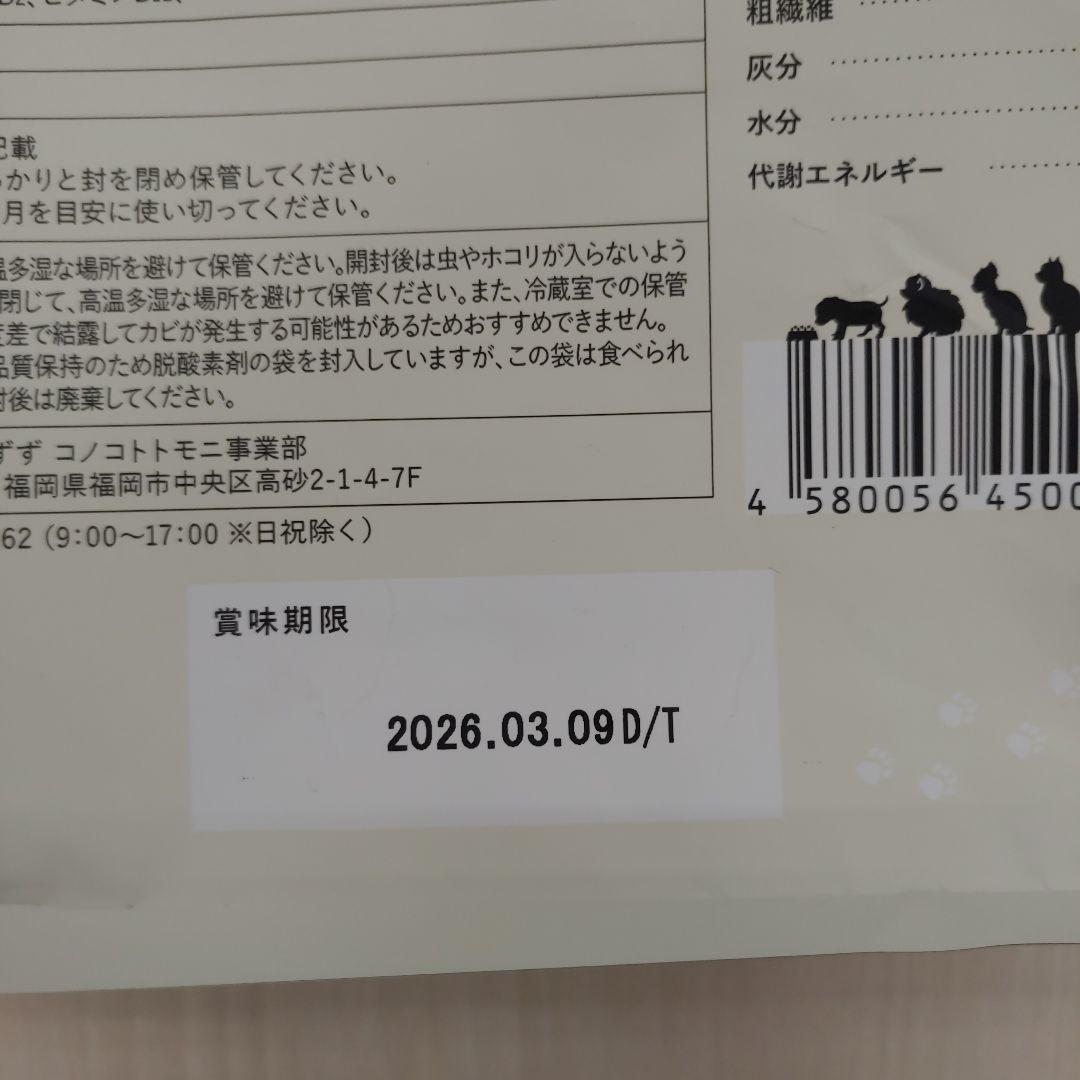 粗繊維
灰分
水分
代謝エネルギー
記載
っかりと封を閉め保管してください。
月を目安に使い切ってください。
温多湿な場所を避けて保管ください。開封後は虫やホコリが入らないよう
閉じて、高温多湿な場所を避けて保管ください。また、冷蔵室での保管
度差で結露してカビが発生する可能性があるためおすすめできません。
品質保持のため脱酸素剤の袋を封入していますが、この袋は食べられ
封後は廃棄してください。
ずず コノコトトモニ事業部
福岡県福岡市中央区高砂2-1-4-7F
62（9:00〜17:00 ※日祝除く）
4 580056 4500
賞味期限
2026.03.09D/T